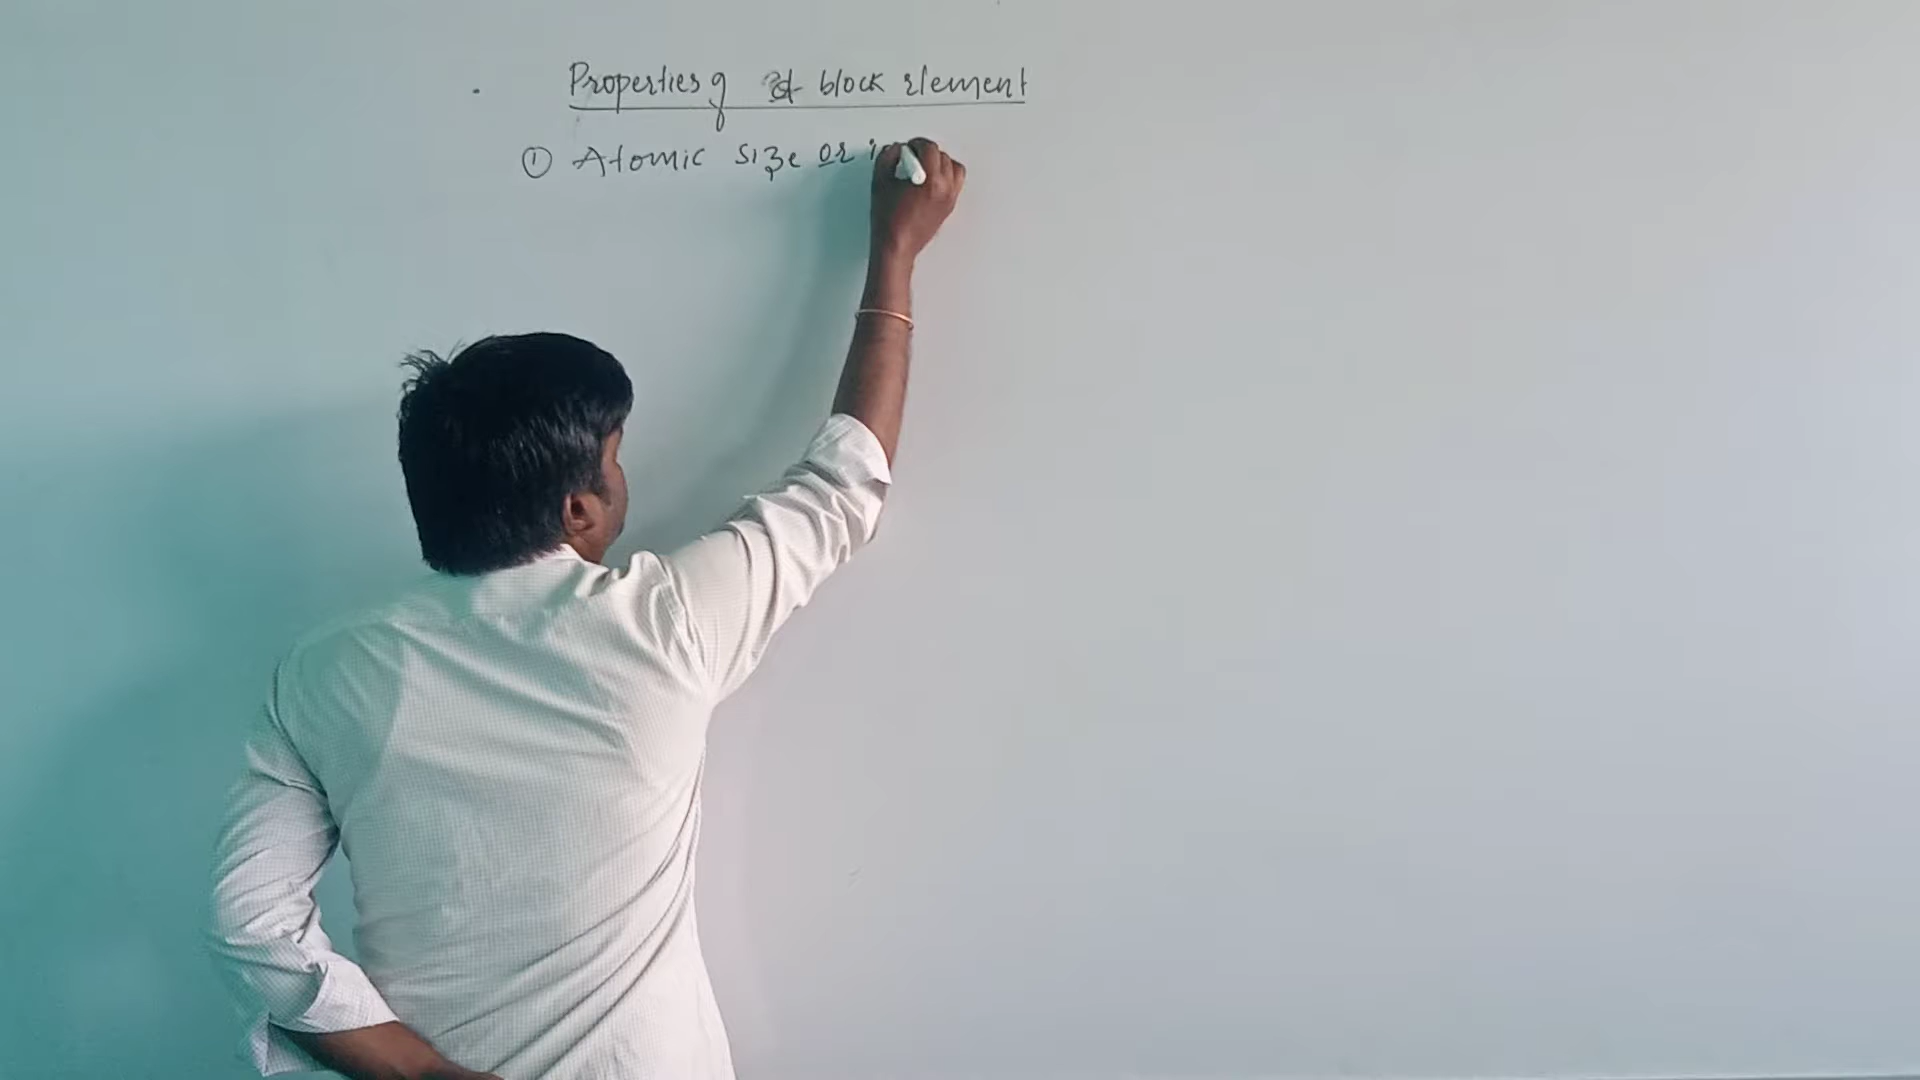 Properties of d block element
① Atomic size or